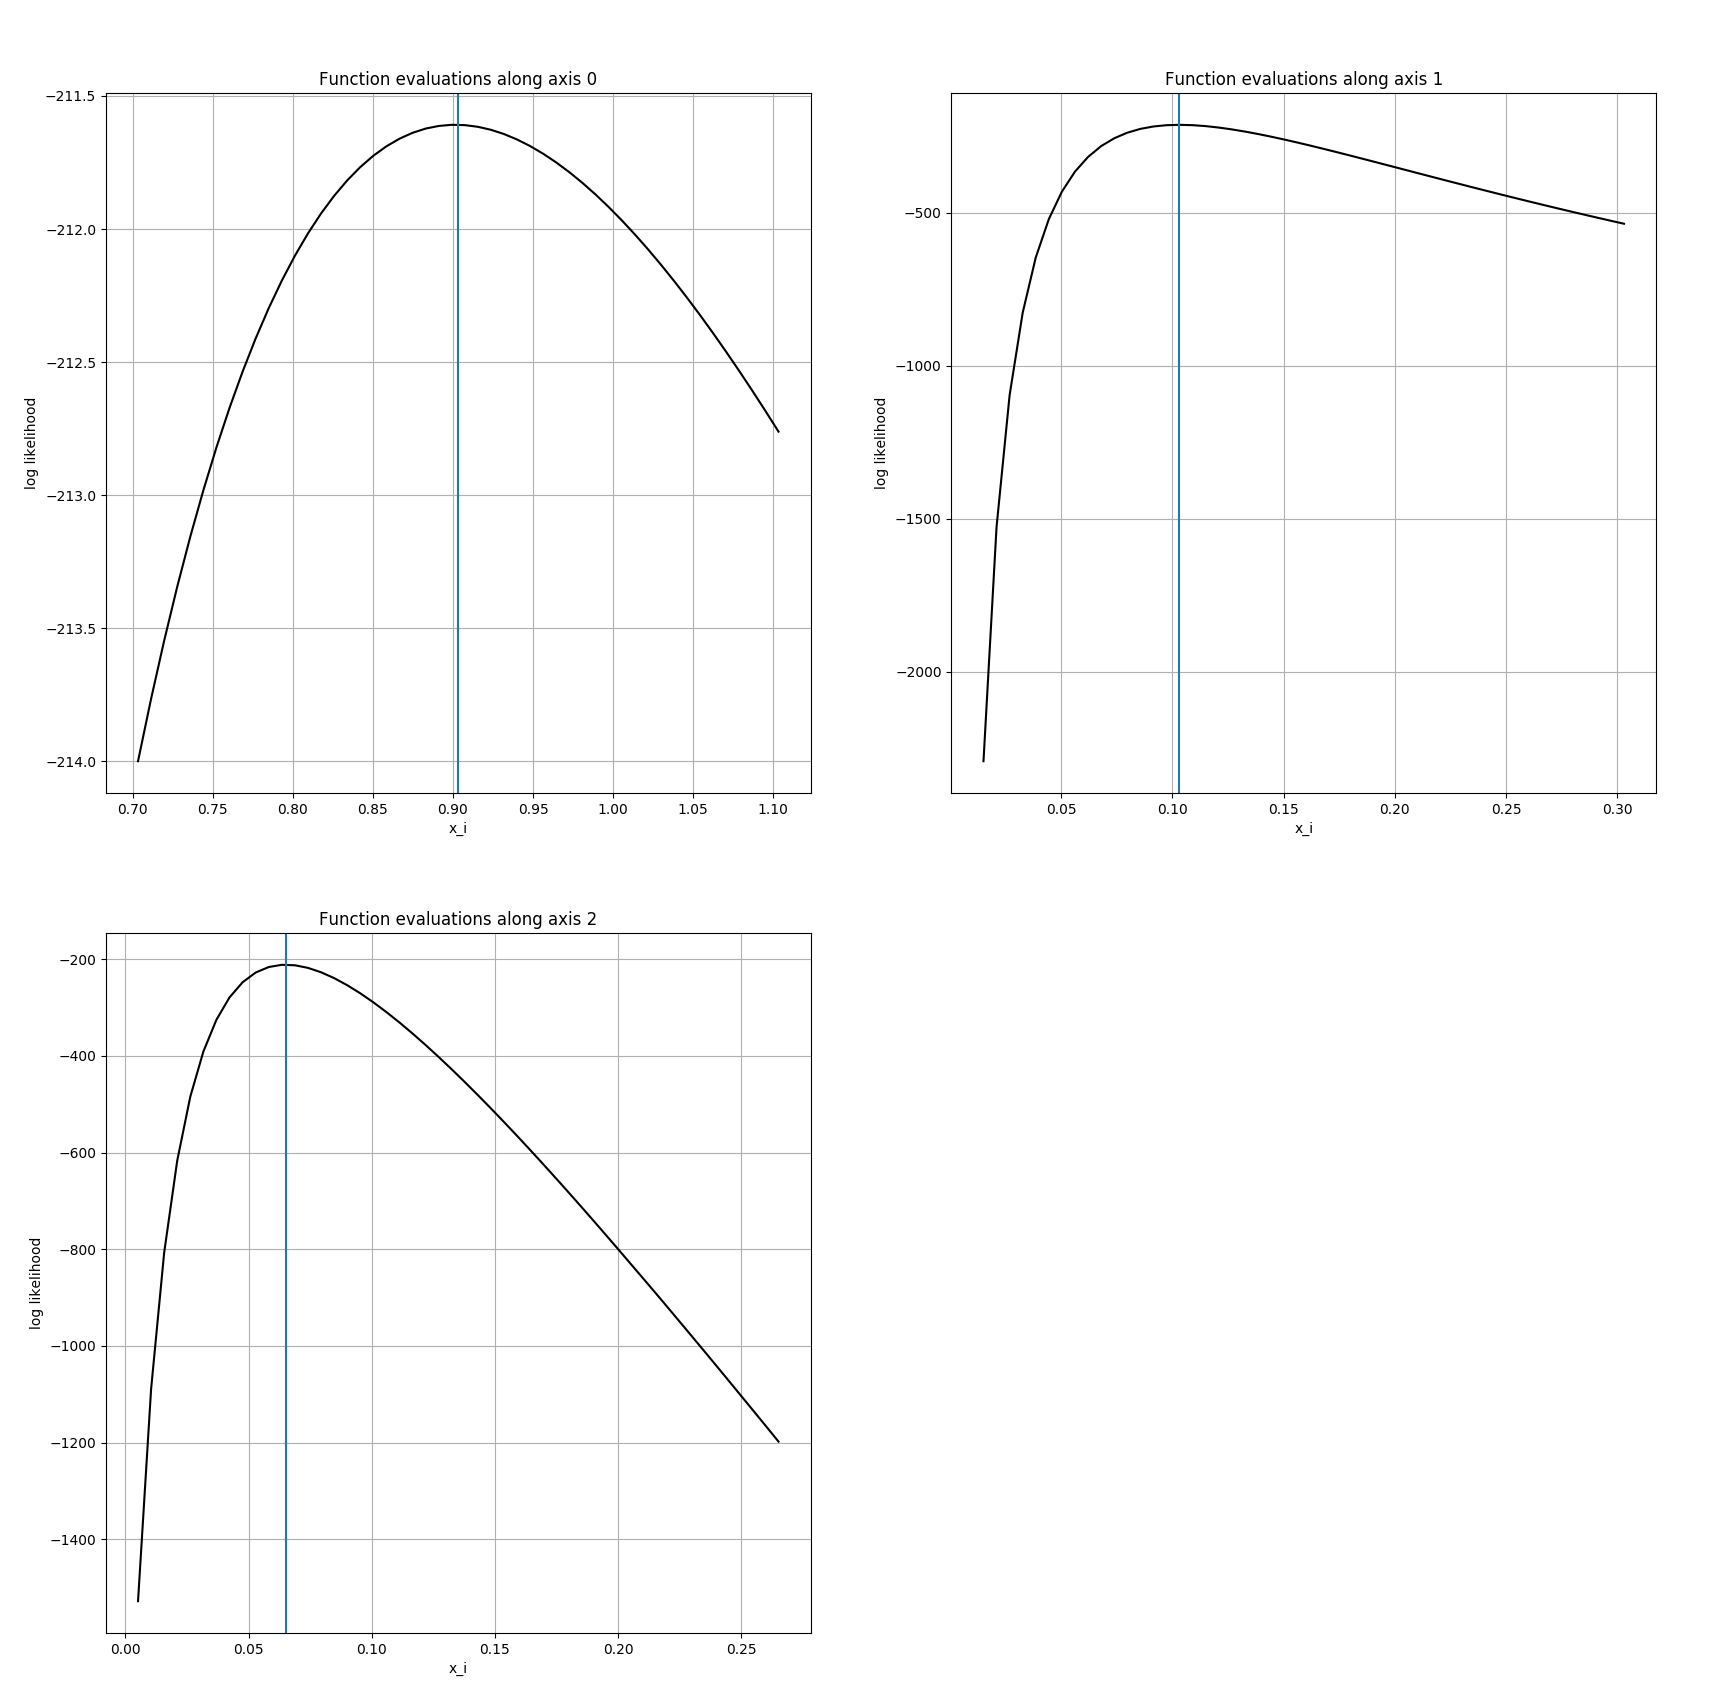 Function evaluations along axis 0
−211.5
−212.0
−212.5
−213.0
−213.5
−214.0
log likelihood
0.70 0.75 0.80 0.85 0.90 0.95 1.00 1.05 1.10
x_i
Function evaluations along axis 1
−500
−1000
−1500
−2000
log likelihood
0.05 0.10 0.15 0.20 0.25 0.30
x_i
Function evaluations along axis 2
−200
−400
−600
−800
−1000
−1200
−1400
log likelihood
0.00 0.05 0.10 0.15 0.20 0.25
x_i